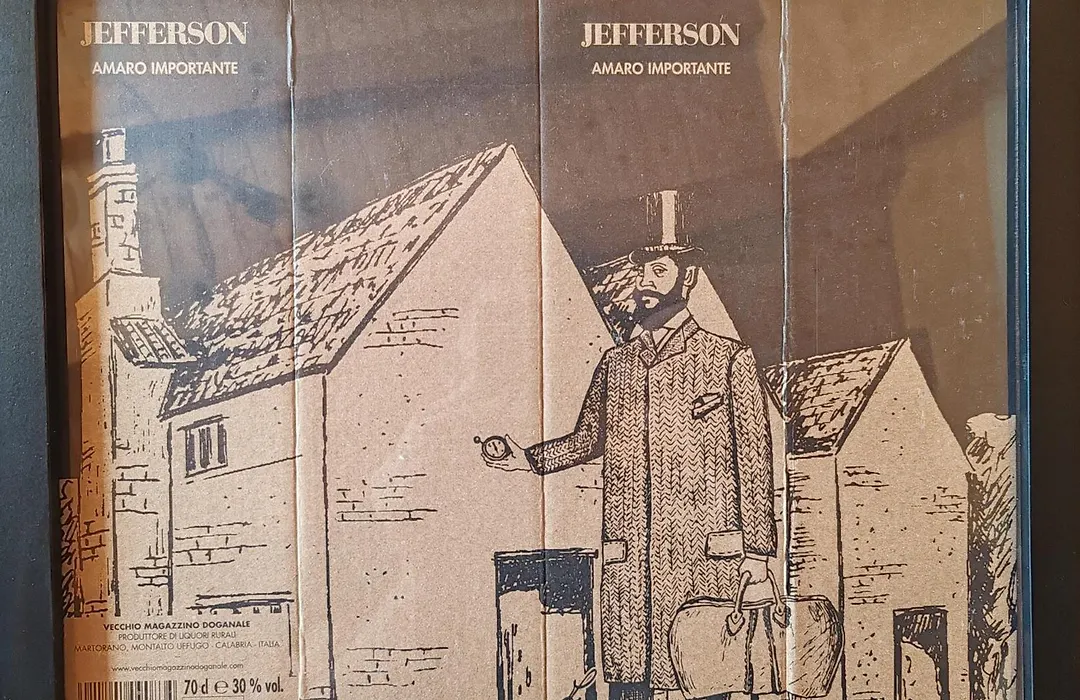 JEFFERSON
AMARO IMPORTANTE
JEFFERSON
AMARO IMPORTANTE
VECCHIO MAGAZZINO DOGANALE
PRODUTTORE DI LIQUORI RURALI
MARTORANO, MONTALTO UFFUGO - CALABRIA - ITALIA
www.vecchiomagazzinodoganale.com
70 cl ℮ 30 % vol.